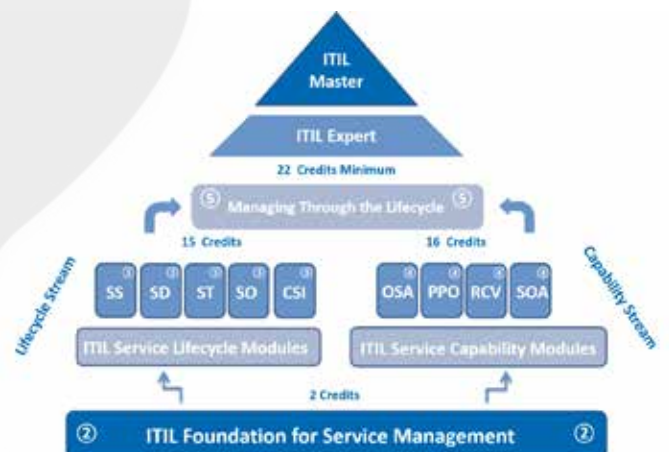 ITIL
Master
ITIL Expert
22 Credits Minimum
5 Managing Through the Lifecycle 5
15 Credits
16 Credits
Lifecycle Stream
Capability Stream
3 3 3 3 3
SS SD ST SO CSI
4 4 4 4
OSA PPO RCV SOA
ITIL Service Lifecycle Modules
ITIL Service Capability Modules
2 Credits
2 ITIL Foundation for Service Management 2